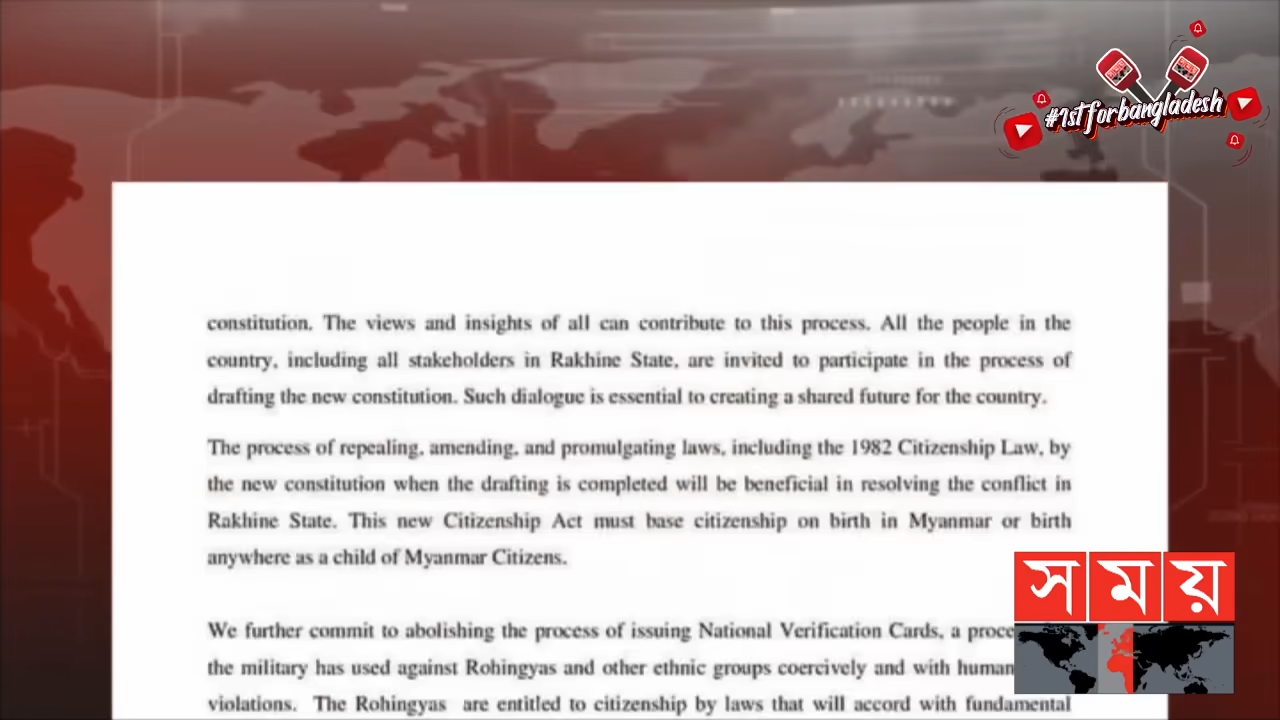 #1stforbangladesh
constitution. The views and insights of all can contribute to this process. All the people in the
country, including all stakeholders in Rakhine State, are invited to participate in the process of
drafting the new constitution. Such dialogue is essential to creating a shared future for the country.
The process of repealing, amending, and promulgating laws, including the 1982 Citizenship Law, by
the new constitution when the drafting is completed will be beneficial in resolving the conflict in
Rakhine State. This new Citizenship Act must base citizenship on birth in Myanmar or birth
anywhere as a child of Myanmar Citizens.
We further commit to abolishing the process of issuing National Verification Cards, a
the military has used against Rohingyas and other ethnic groups coercively and with human
violations. The Rohingyas are entitled to citizenship by laws that will accord with fundamental
সময়